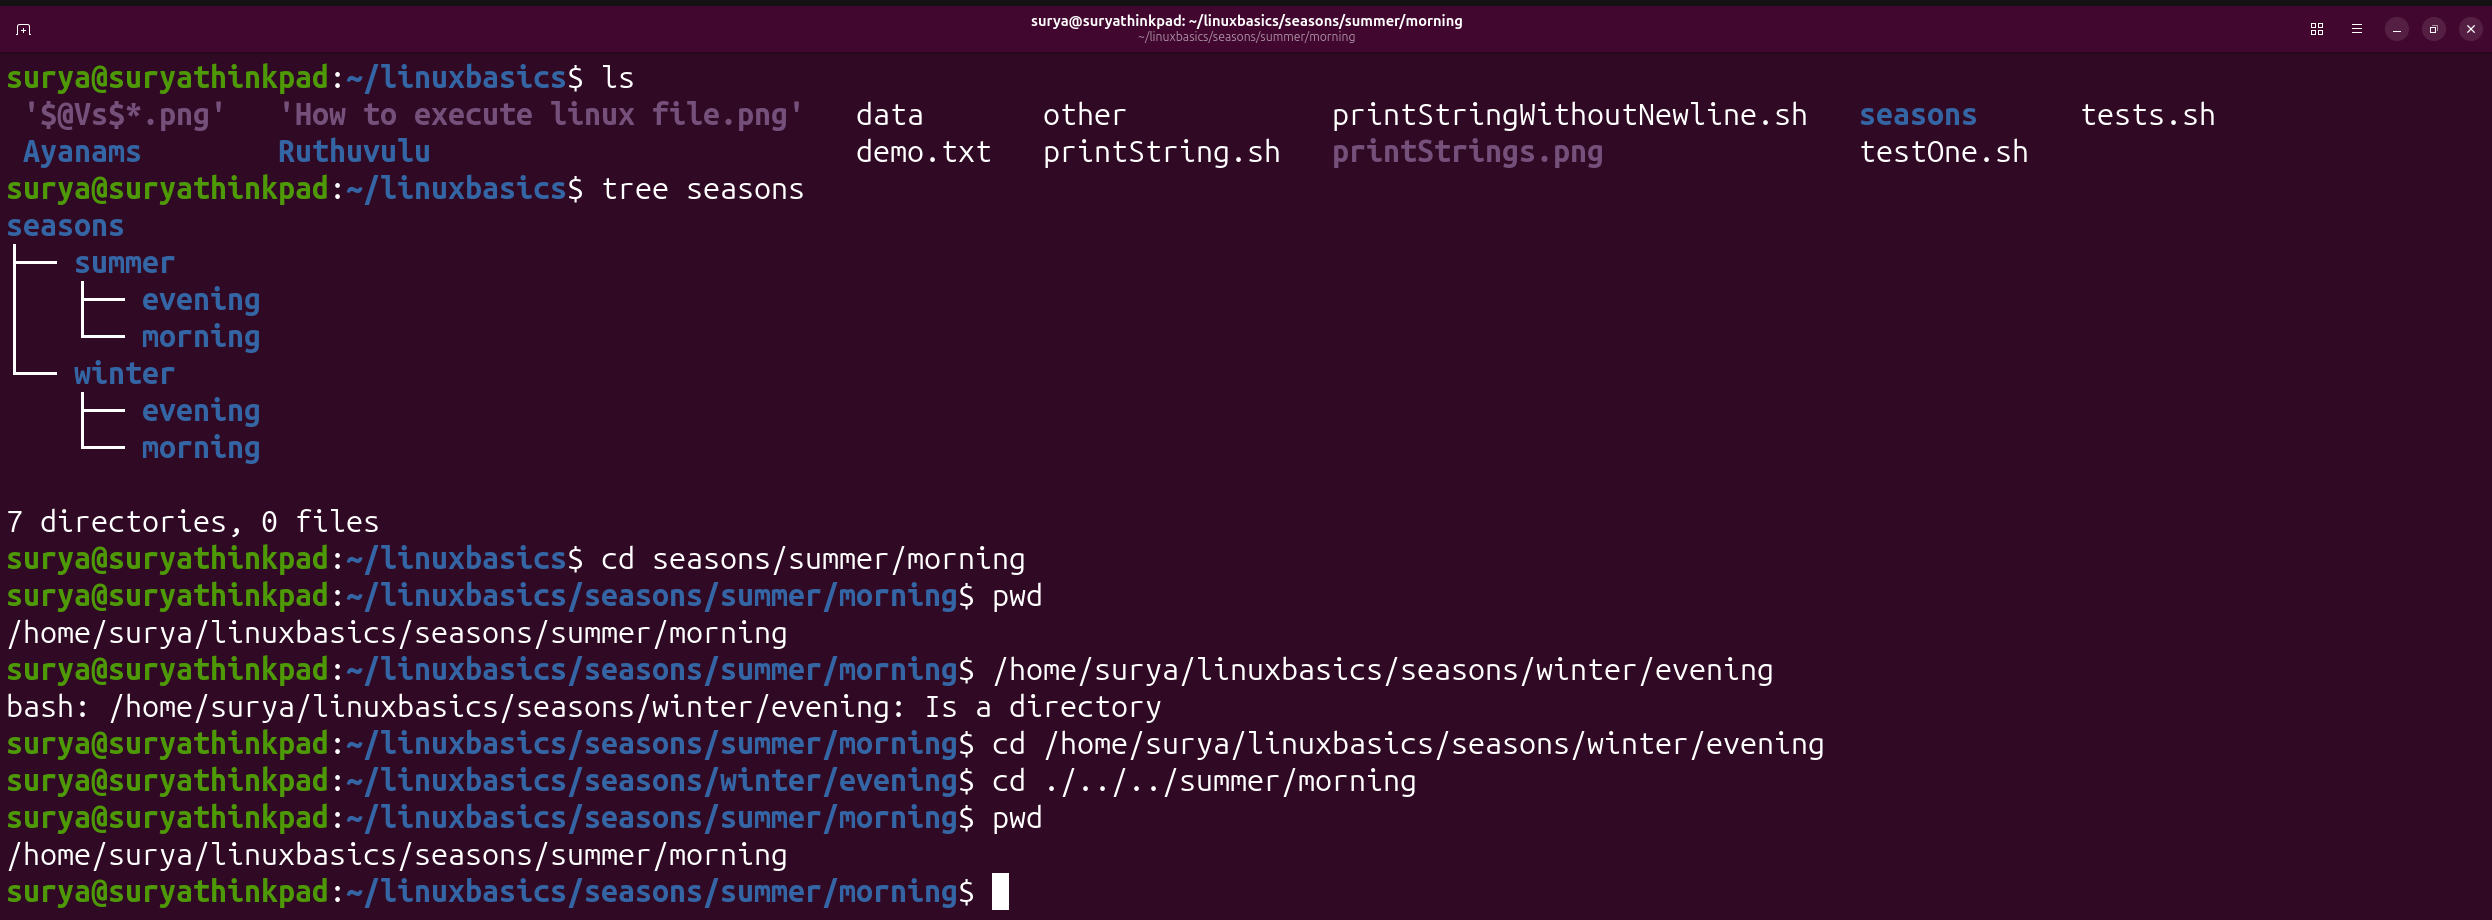 surya@suryathinkpad: ~/linuxbasics/seasons/summer/morning
~/linuxbasics/seasons/summer/morning
surya@suryathinkpad:~/linuxbasics$ ls
'$@Vs$*.png'   'How to execute linux file.png'   data       other            printStringWithoutNewline.sh   seasons      tests.sh
Ayanams        Ruthuvulu                         demo.txt   printString.sh   printStrings.png               testOne.sh
surya@suryathinkpad:~/linuxbasics$ tree seasons
seasons
├── summer
│   ├── evening
│   └── morning
└── winter
    ├── evening
    └── morning
7 directories, 0 files
surya@suryathinkpad:~/linuxbasics$ cd seasons/summer/morning
surya@suryathinkpad:~/linuxbasics/seasons/summer/morning$ pwd
/home/surya/linuxbasics/seasons/summer/morning
surya@suryathinkpad:~/linuxbasics/seasons/summer/morning$ /home/surya/linuxbasics/seasons/winter/evening
bash: /home/surya/linuxbasics/seasons/winter/evening: Is a directory
surya@suryathinkpad:~/linuxbasics/seasons/summer/morning$ cd /home/surya/linuxbasics/seasons/winter/evening
surya@suryathinkpad:~/linuxbasics/seasons/winter/evening$ cd ./../../summer/morning
surya@suryathinkpad:~/linuxbasics/seasons/summer/morning$ pwd
/home/surya/linuxbasics/seasons/summer/morning
surya@suryathinkpad:~/linuxbasics/seasons/summer/morning$